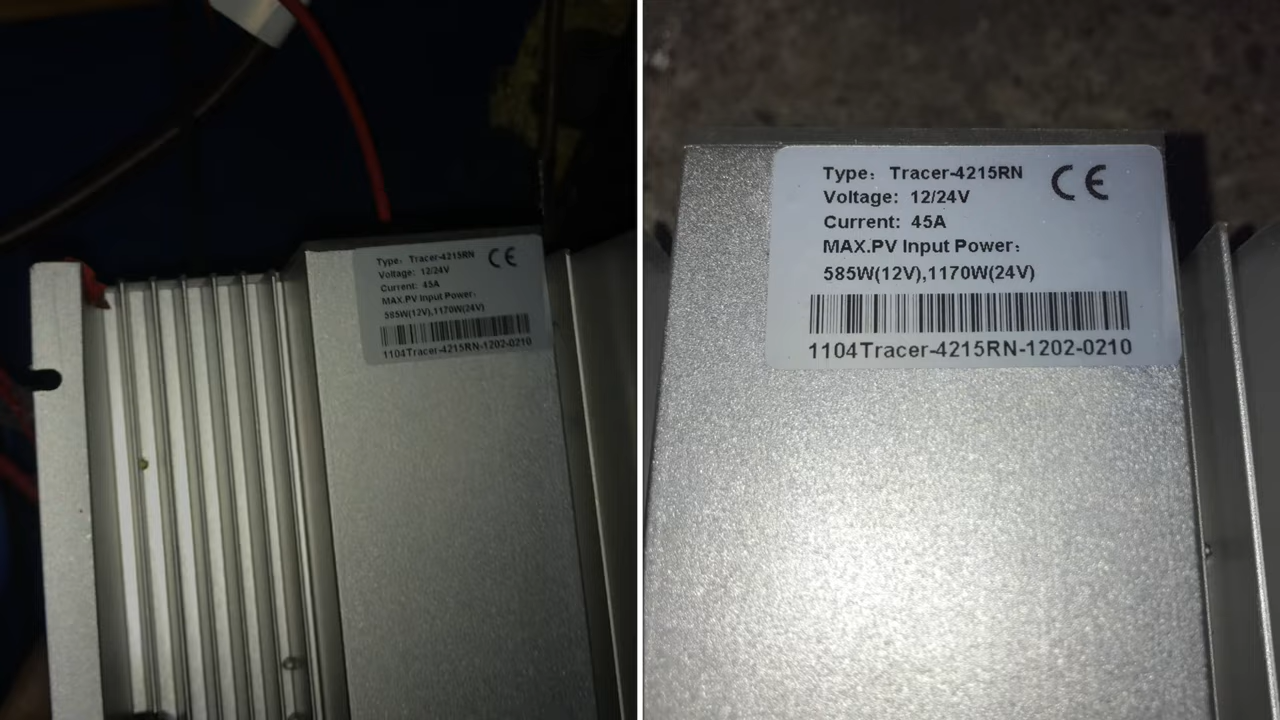 Type: Tracer-4215RN
CE
Voltage: 12/24V
Current: 45A
MAX.PV Input Power:
585W(12V),1170W(24V)
1104Tracer-4215RN-1202-0210
Type: Tracer-4215RN
CE
Voltage: 12/24V
Current: 45A
MAX.PV Input Power:
585W(12V),1170W(24V)
1104Tracer-4215RN-1202-0210